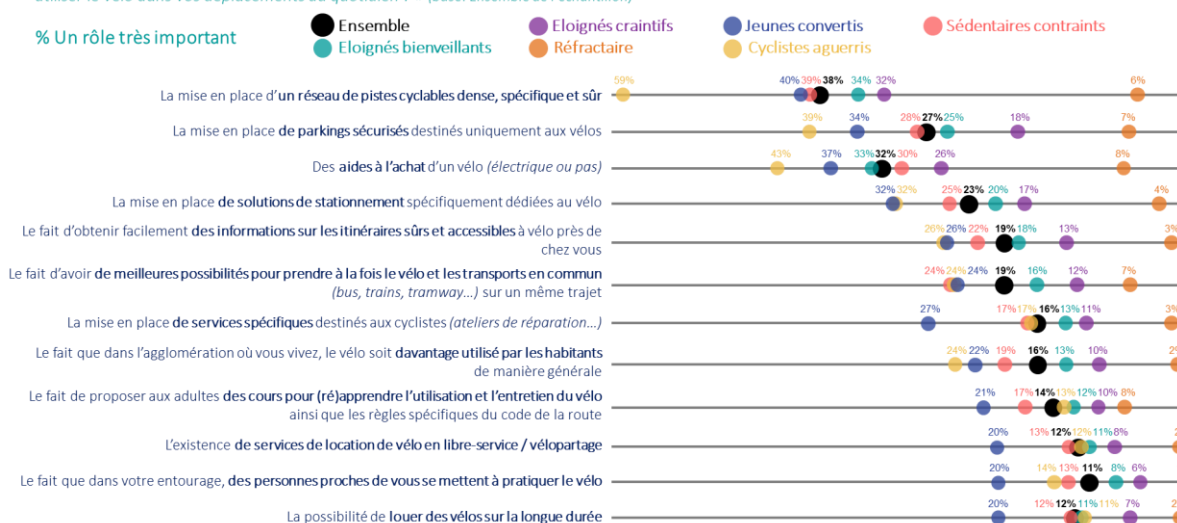 % Un rôle très important
Ensemble
Eloignés craintifs
Jeunes convertis
Sédentaires contraints
Eloignés bienveillants
Réfractaire
Cyclistes aguerris
La mise en place d'un réseau de pistes cyclables dense, spécifique et sûr
59% 40% 39% 38% 34% 32% 6%
La mise en place de parkings sécurisés destinés uniquement aux vélos
39% 34% 28% 27% 25% 18% 7%
Des aides à l'achat d'un vélo (électrique ou pas)
43% 37% 33% 32% 30% 26% 8%
La mise en place de solutions de stationnement spécifiquement dédiées au vélo
32% 32% 25% 23% 20% 17% 4%
Le fait d'obtenir facilement des informations sur les itinéraires sûrs et accessibles à vélo près de
chez vous
26% 26% 22% 19% 18% 13% 3%
Le fait d'avoir de meilleures possibilités pour prendre à la fois le vélo et les transports en commun
(bus, trains, tramway...) sur un même trajet
24% 24% 24% 19% 16% 12% 7%
La mise en place de services spécifiques destinés aux cyclistes (ateliers de réparation...)
27% 17% 17% 16% 13% 11% 3%
Le fait que dans l'agglomération où vous vivez, le vélo soit davantage utilisé par les habitants
de manière générale
24% 22% 19% 16% 13% 10%
Le fait de proposer aux adultes des cours pour (ré)apprendre l'utilisation et l'entretien du vélo
ainsi que les règles spécifiques du code de la route
21% 17% 14% 13% 12% 10% 8%
L'existence de services de location de vélo en libre-service / vélopartage
20% 13% 12% 12% 11% 8%
Le fait que dans votre entourage, des personnes proches de vous se mettent à pratiquer le vélo
20% 14% 13% 11% 8% 6%
La possibilité de louer des vélos sur la longue durée
20% 12% 12% 11% 11% 7%